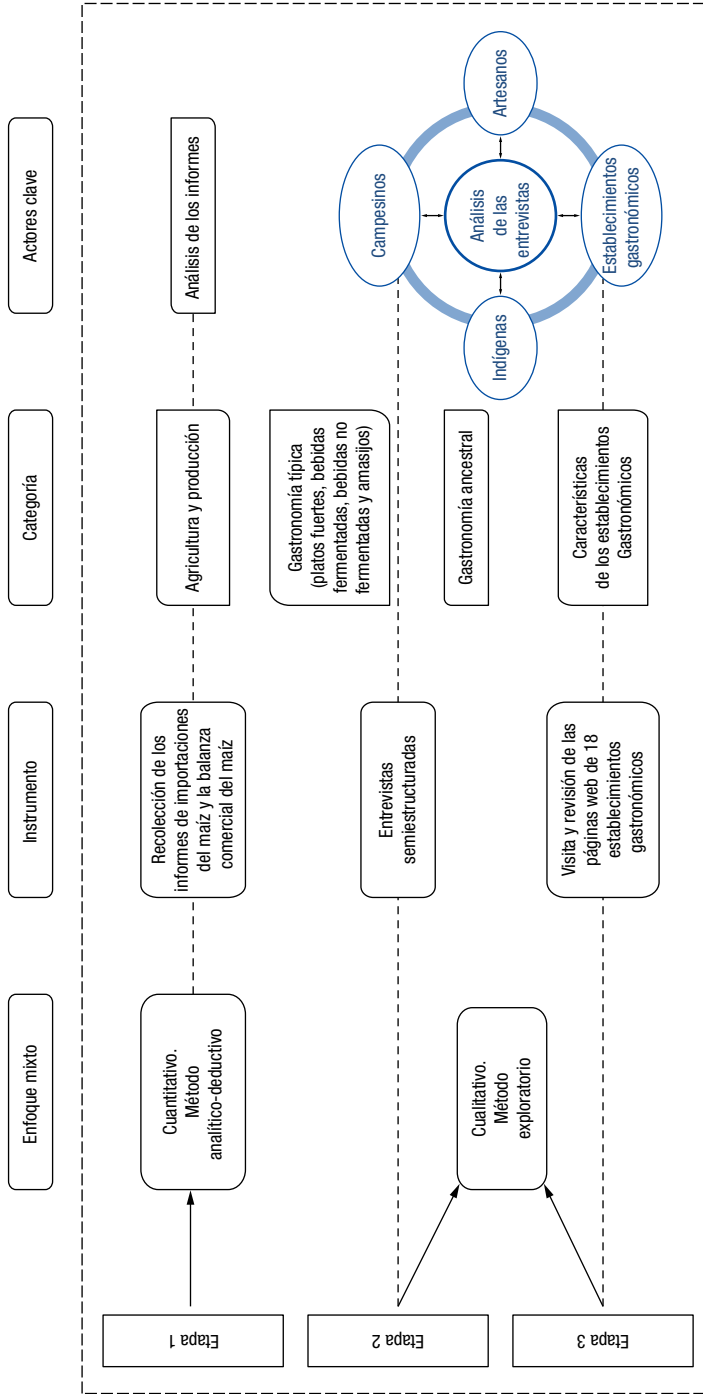 Enfoque mixto
Instrumento
Categoría
Actores clave
Etapa 1
Cuantitativo.
Método
analítico-deductivo
Recolección de los
informes de importaciones
del maíz y la balanza
comercial del maíz
Agricultura y producción
Análisis de los informes
Etapa 2
Etapa 3
Cualitativo.
Método
exploratorio
Entrevistas
semiestructuradas
Visita y revisión de las
páginas web de 18
establecimientos
gastronómicos
Gastronomía típica
(platos fuertes, bebidas
fermentadas, bebidas no
fermentadas y amasijos)
Gastronomía ancestral
Características
de los establecimientos
Gastronómicos
Campesinos
Indígenas
Análisis
de las
entrevistas
Artesanos
Establecimientos
gastronómicos